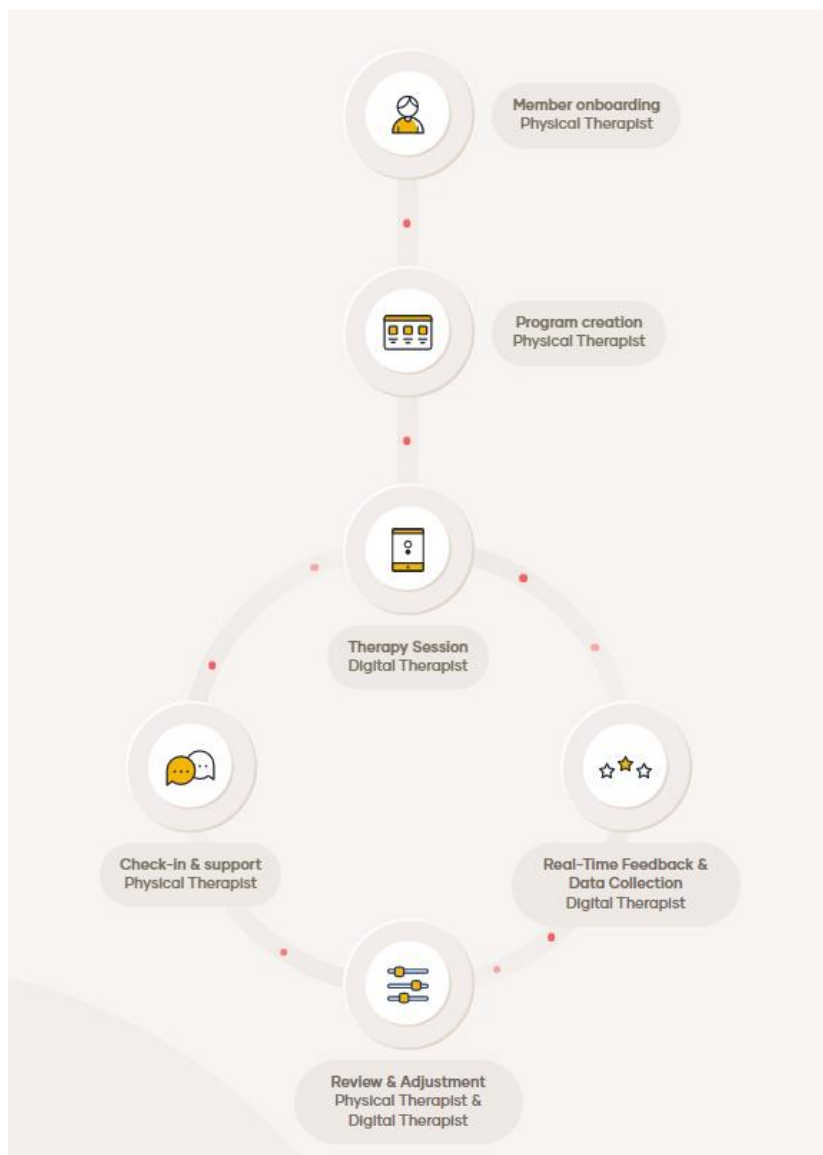 Member onboarding
Physical Therapist
Program creation
Physical Therapist
Therapy Session
Digital Therapist
Check-in & support
Physical Therapist
Real-Time Feedback &
Data Collection
Digital Therapist
Review & Adjustment
Physical Therapist &
Digital Therapist